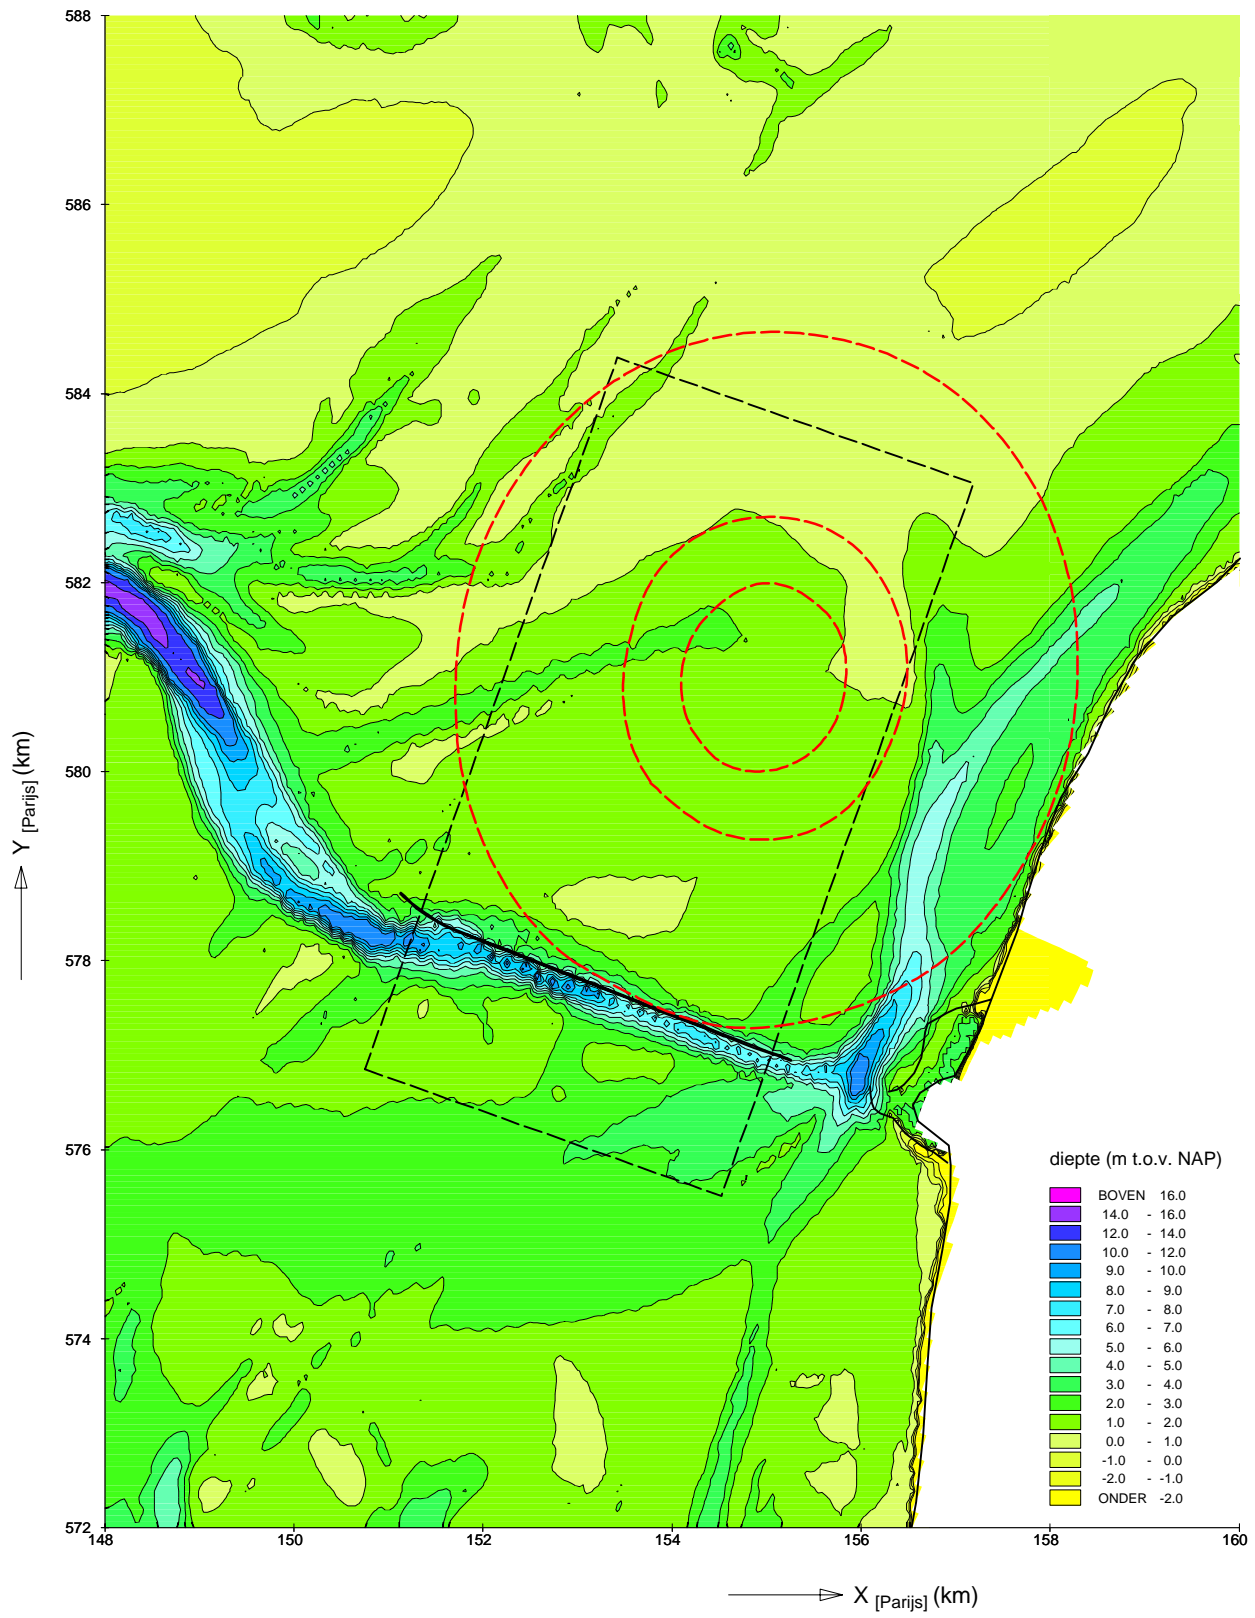 588
586
584
582
580
578
576
574
572
148
150
152
154
156
158
160
Y [Parijs] (km)
X [Parijs] (km)
diepte (m t.o.v. NAP)
BOVEN 16.0
14.0 - 16.0
12.0 - 14.0
10.0 - 12.0
9.0 - 10.0
8.0 - 9.0
7.0 - 8.0
6.0 - 7.0
5.0 - 6.0
4.0 - 5.0
3.0 - 4.0
2.0 - 3.0
1.0 - 2.0
0.0 - 1.0
-1.0 - 0.0
-2.0 - -1.0
ONDER -2.0